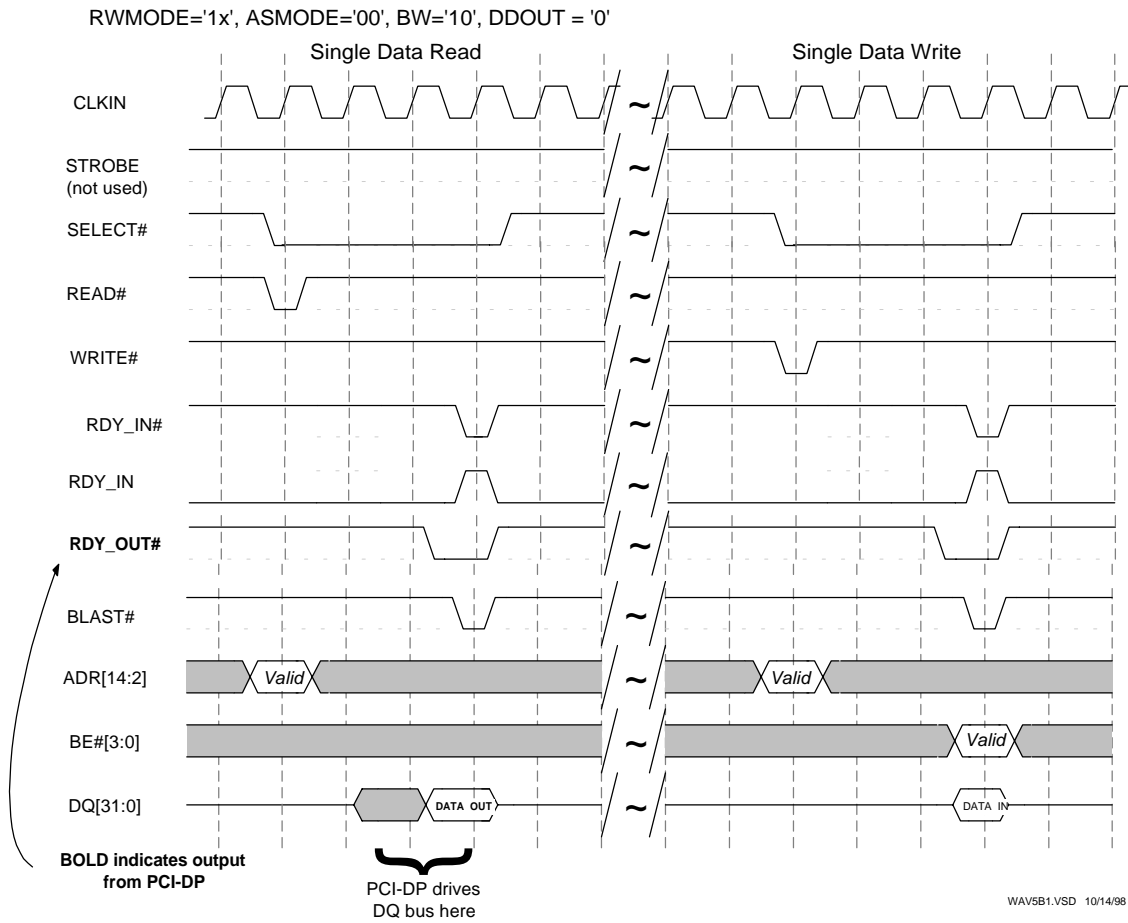 RWMODE='1x', ASMODE='00', BW='10', DDOUT = '0'
Single Data Read
Single Data Write
CLKIN
~
STROBE
(not used)
~
SELECT#
~
READ#
~
WRITE#
~
RDY_IN#
~
RDY_IN
~
RDY_OUT#
~
BLAST#
~
ADR[14:2]
Valid
~
Valid
BE#[3:0]
~
Valid
DQ[31:0]
DATA OUT
~
DATA IN
BOLD indicates output
from PCI-DP
PCI-DP drives
DQ bus here
WAV5B1.VSD 10/14/98